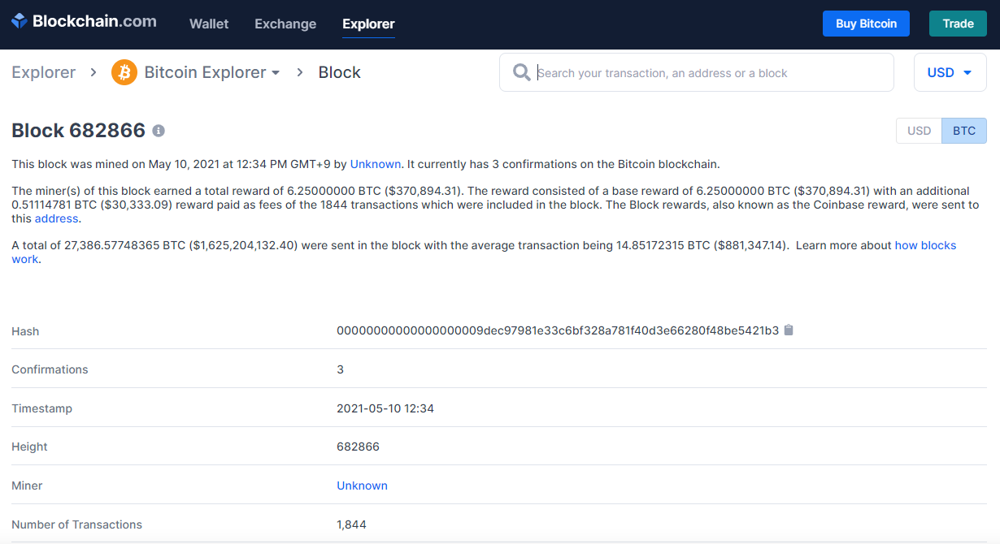 Blockchain.com Wallet Exchange Explorer Buy Bitcoin Trade
Explorer > Bitcoin Explorer > Block Search your transaction, an address or a block USD
Block 682866 USD BTC
This block was mined on May 10, 2021 at 12:34 PM GMT+9 by Unknown. It currently has 3 confirmations on the Bitcoin blockchain.
The miner(s) of this block earned a total reward of 6.25000000 BTC ($370,894.31). The reward consisted of a base reward of 6.25000000 BTC ($370,894.31) with an additional
0.51114781 BTC ($30,333.09) reward paid as fees of the 1844 transactions which were included in the block. The Block rewards, also known as the Coinbase reward, were sent to
this address.
A total of 27,386.57748365 BTC ($1,625,204,132.40) were sent in the block with the average transaction being 14.85172315 BTC ($881,347.14). Learn more about how blocks
work.
Hash 00000000000000000009dec97981e33c6bf328a781f40d3e66280f48be5421b3
Confirmations 3
Timestamp 2021-05-10 12:34
Height 682866
Miner Unknown
Number of Transactions 1,844